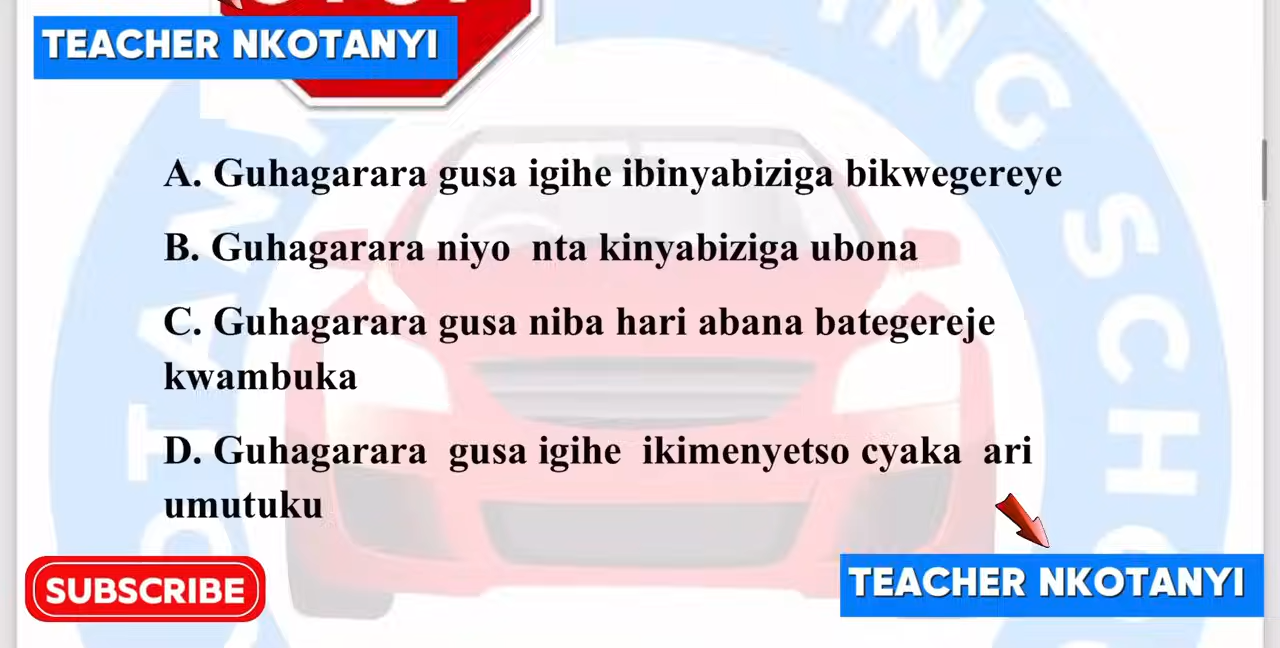 TEACHER NKOTANYI
A. Guhagarara gusa igihe ibinyabiziga bikwegereye
B. Guhagarara niyo nta kinyabiziga ubona
C. Guhagarara gusa niba hari abana bategereje
kwambuka
D. Guhagarara gusa igihe ikimenyetso cyaka ari
umutuku
SUBSCRIBE
TEACHER NKOTANYI